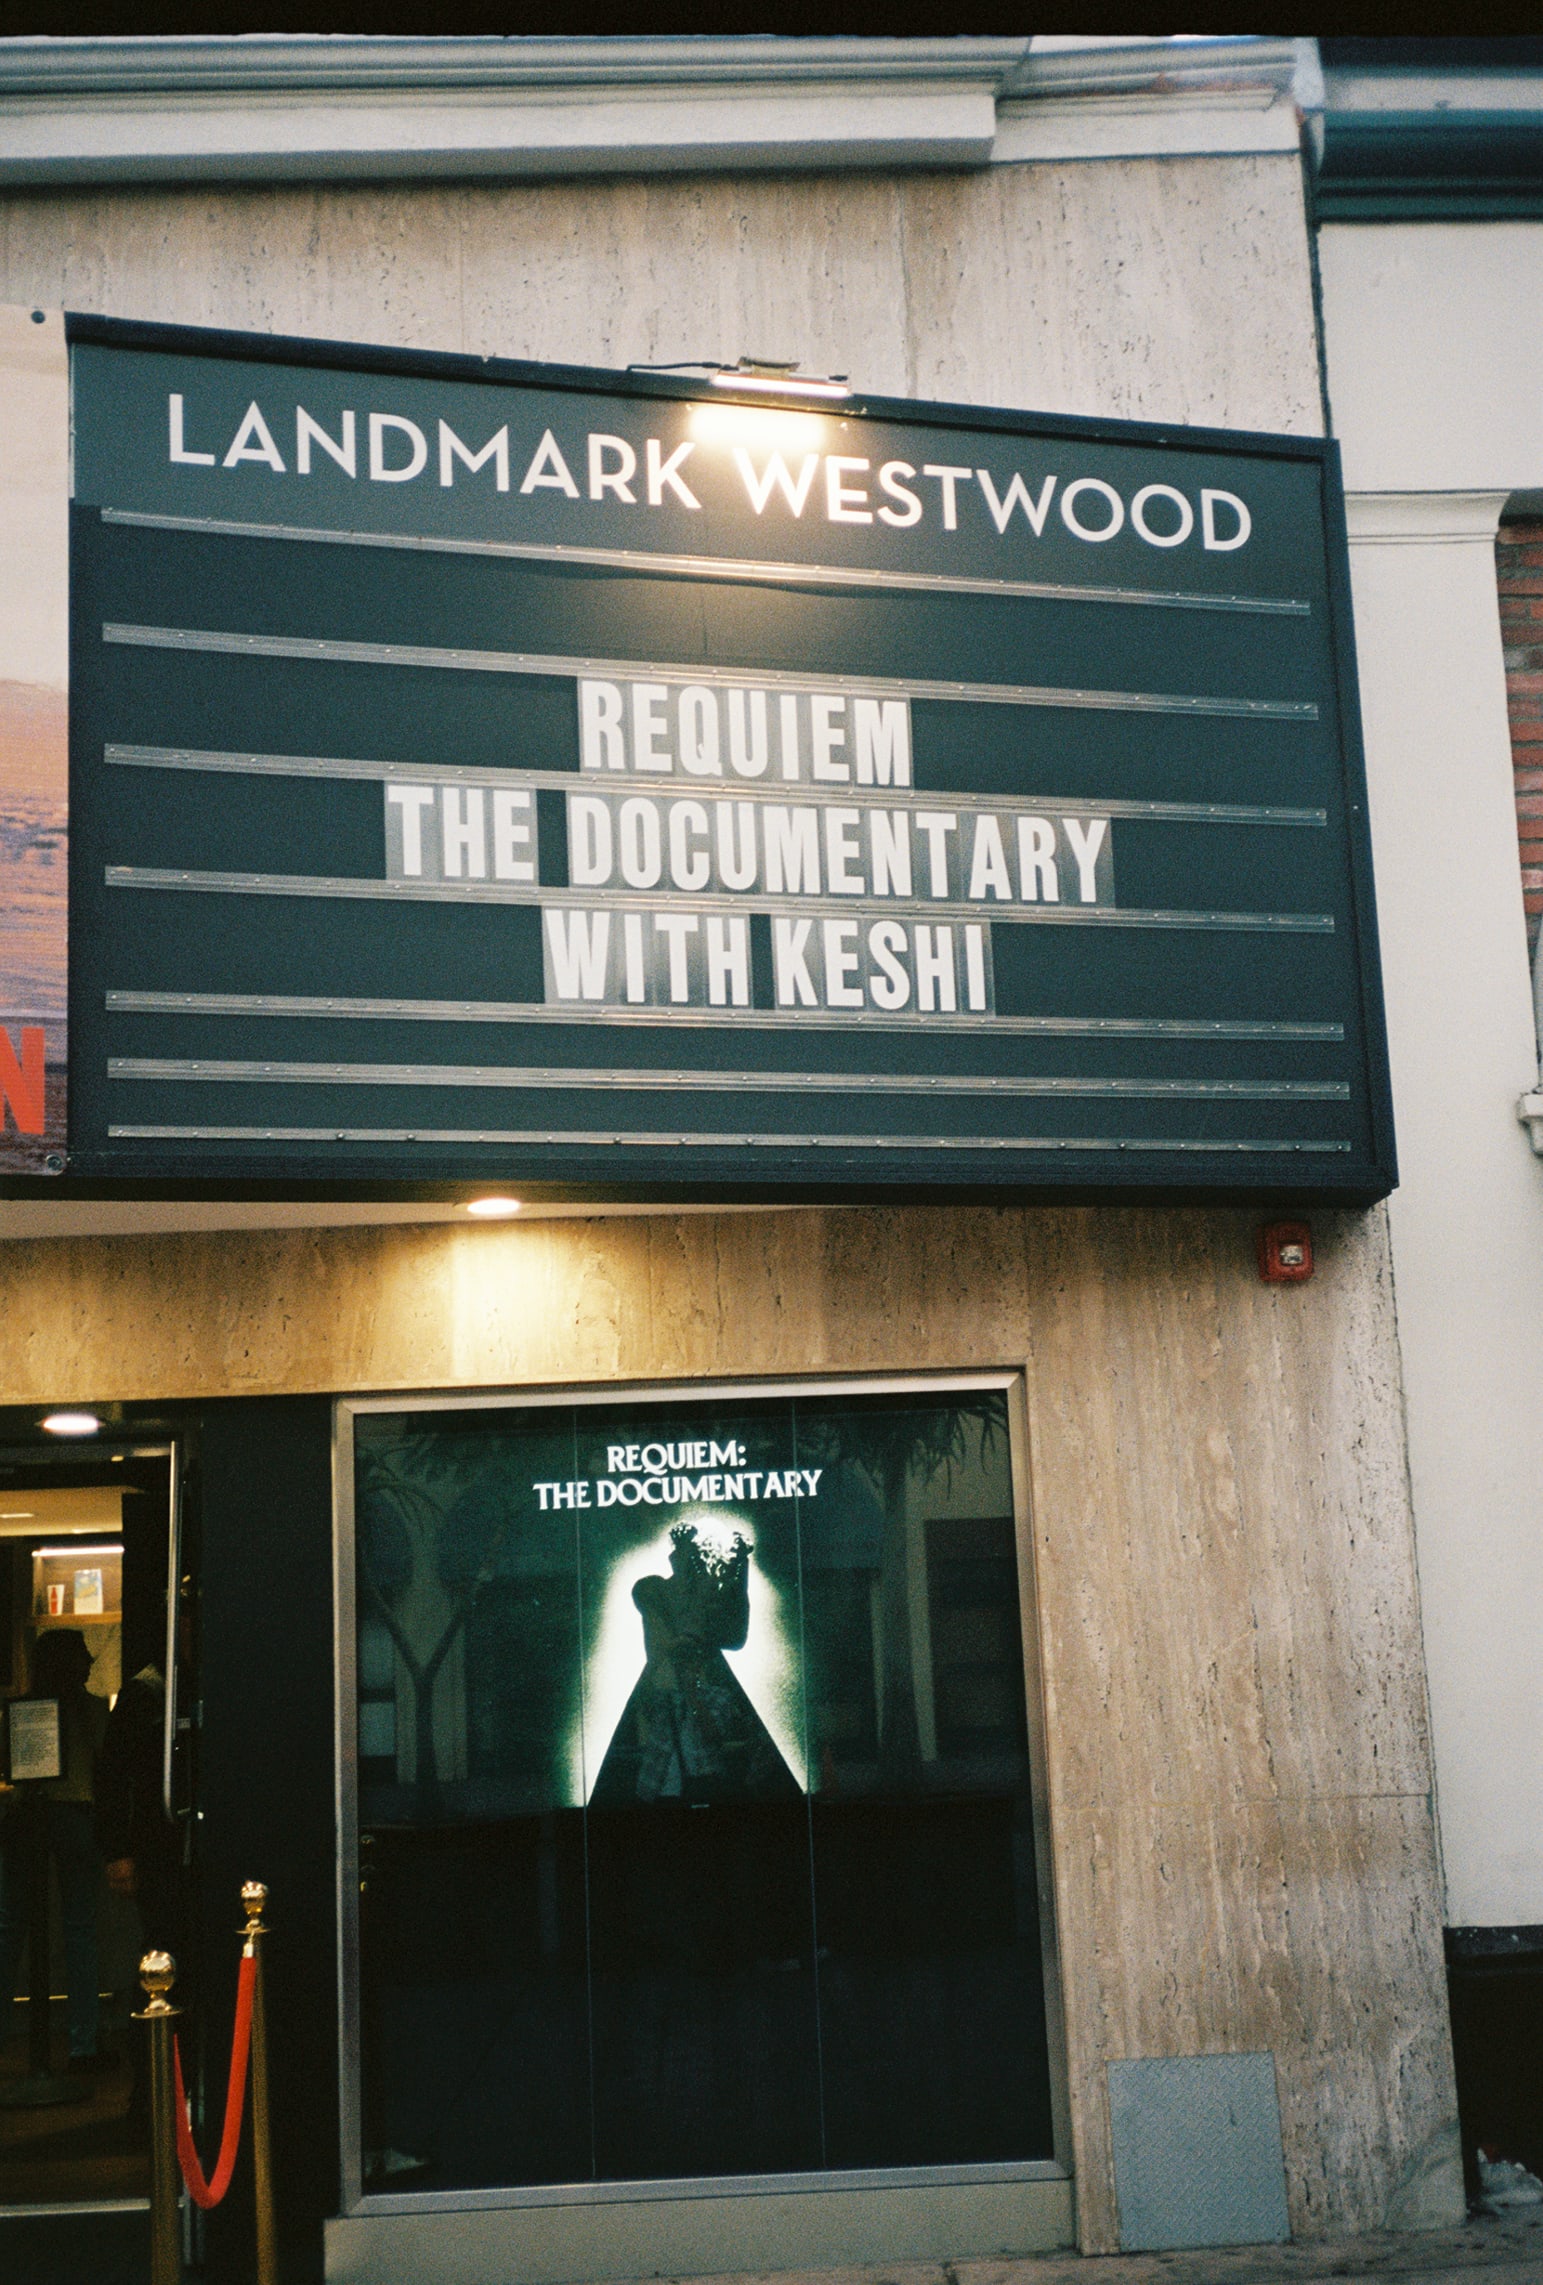 LANDMARK WESTWOOD
REQUIEM
THE DOCUMENTARY
WITH KESHI
N
REQUIEM:
THE DOCUMENTARY